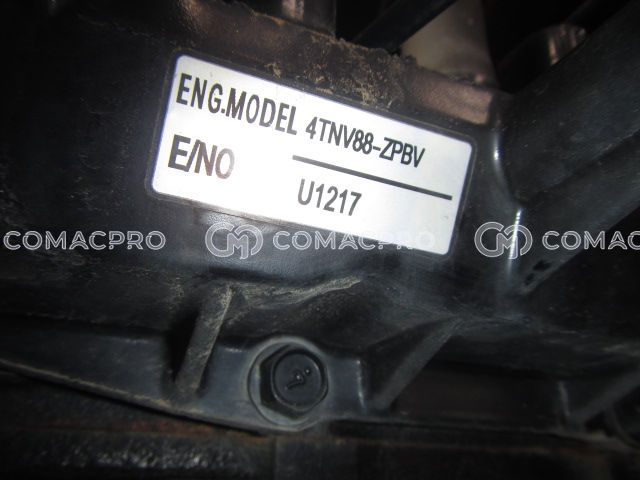 ENG.MODEL 4TNV88-ZPBV
E/NO U1217
COMACPRO COMACPRO COMACPRO